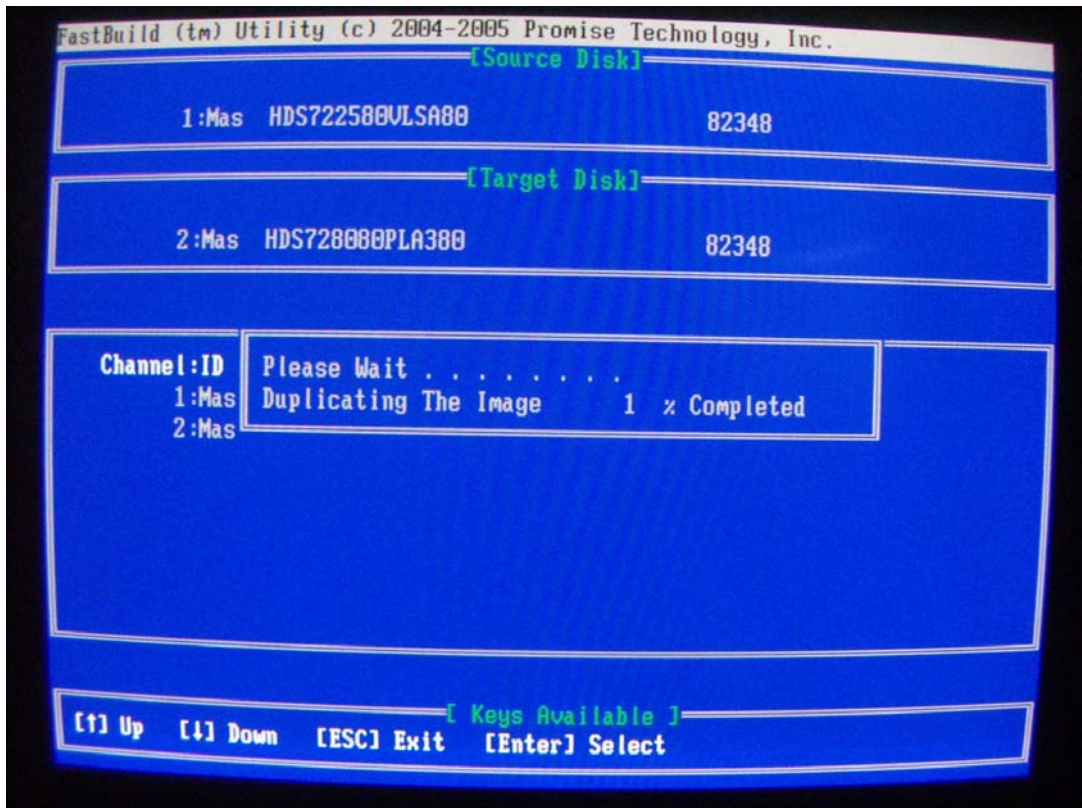 FastBuild (tm) Utility (c) 2004-2005 Promise Technology, Inc.
[Source Disk]
1:Mas HDS722580VLSA80 82348
[Target Disk]
2:Mas HDS728080PLA380 82348
Channel:ID
Please Wait . . . . . . . .
1:Mas
Duplicating The Image 1 % Completed
2:Mas
[ Keys Available ]
[↑] Up [↓] Down [ESC] Exit [Enter] Select